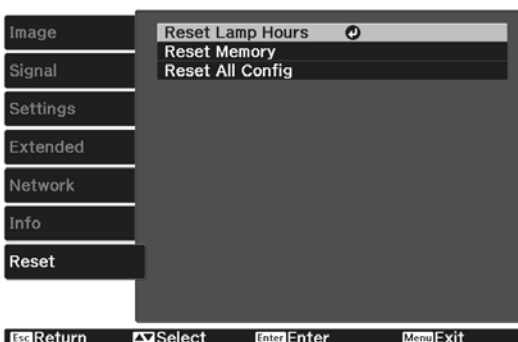 Image
Signal
Settings
Extended
Network
Info
Reset
Reset Lamp Hours
Reset Memory
Reset All Config
Esc Return Select Enter Enter Menu Exit